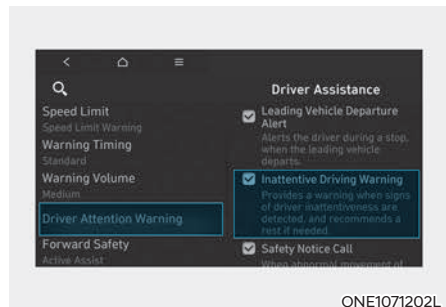 Driver Assistance
Speed Limit
Speed Limit Warning
Warning Timing
Standard
Warning Volume
Medium
Driver Attention Warning
Forward Safety
Active Assist
Leading Vehicle Departure
Alert
Alerts the driver during a stop,
when the leading vehicle
departs.
Inattentive Driving Warning
Provides a warning when signs
of driver inattentiveness are
detected, and recommends a
rest if needed.
Safety Notice Call
When abnormal movement of
ONE1071202L